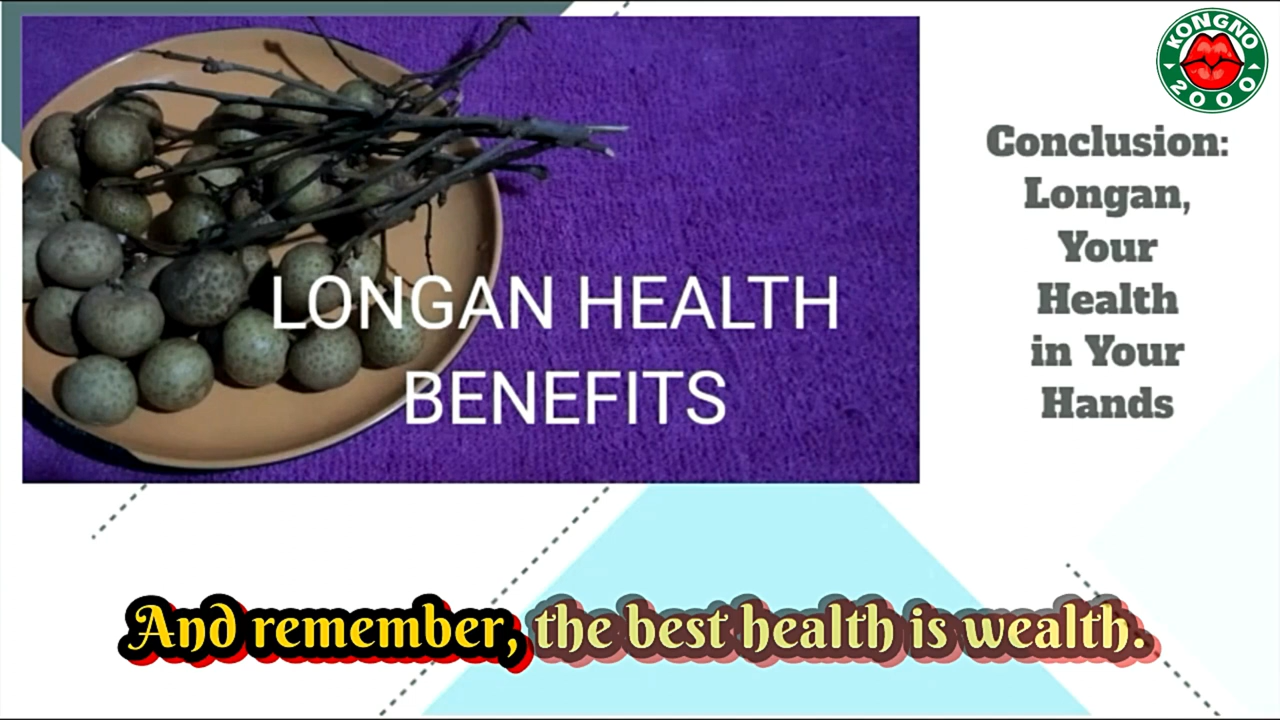 KONGNO
2000
LONGAN HEALTH
BENEFITS
Conclusion:
Longan,
Your
Health
in Your
Hands
And remember, the best health is wealth.